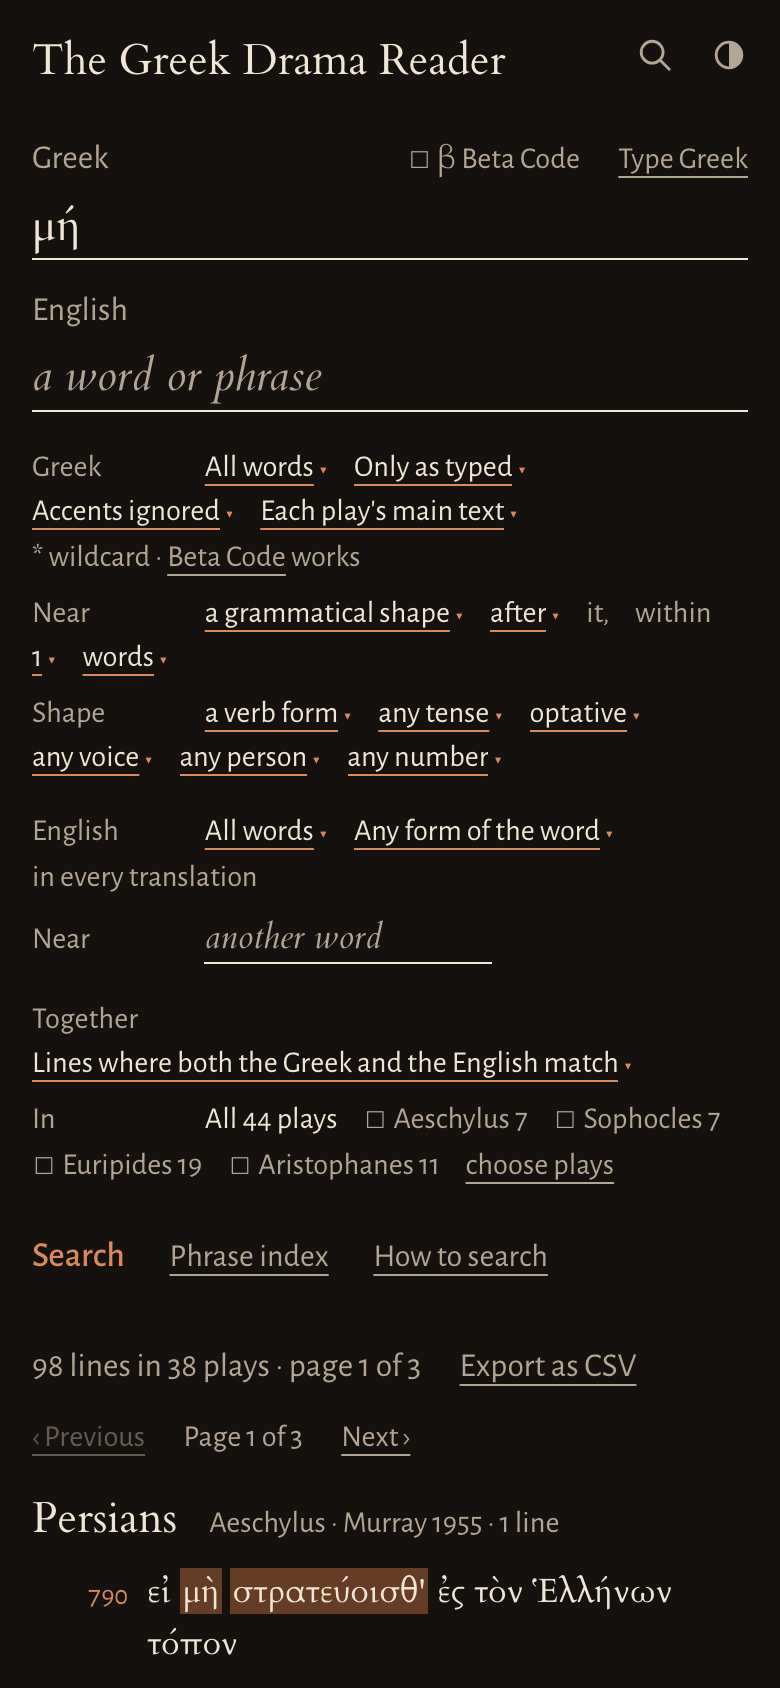 The Greek Drama Reader
Greek β Beta Code Type Greek
μή
English
a word or phrase
Greek All words Only as typed
Accents ignored Each play's main text
* wildcard · Beta Code works
Near a grammatical shape after it, within
1 words
Shape a verb form any tense optative
any voice any person any number
English All words Any form of the word
in every translation
Near another word
Together
Lines where both the Greek and the English match
In All 44 plays Aeschylus 7 Sophocles 7
Euripides 19 Aristophanes 11 choose plays
Search Phrase index How to search
98 lines in 38 plays · page 1 of 3 Export as CSV
‹ Previous Page 1 of 3 Next ›
Persians Aeschylus · Murray 1955 · 1 line
790 εἰ μὴ στρατεύοισθ' ἐς τὸν Ἑλλήνων
τόπον